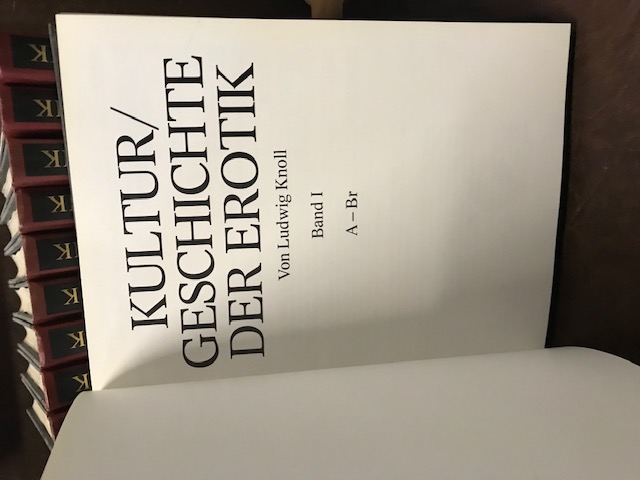 KULTUR/
GESCHICHTE
DER EROTIK
Von Ludwig Knoll
Band I
A – Br